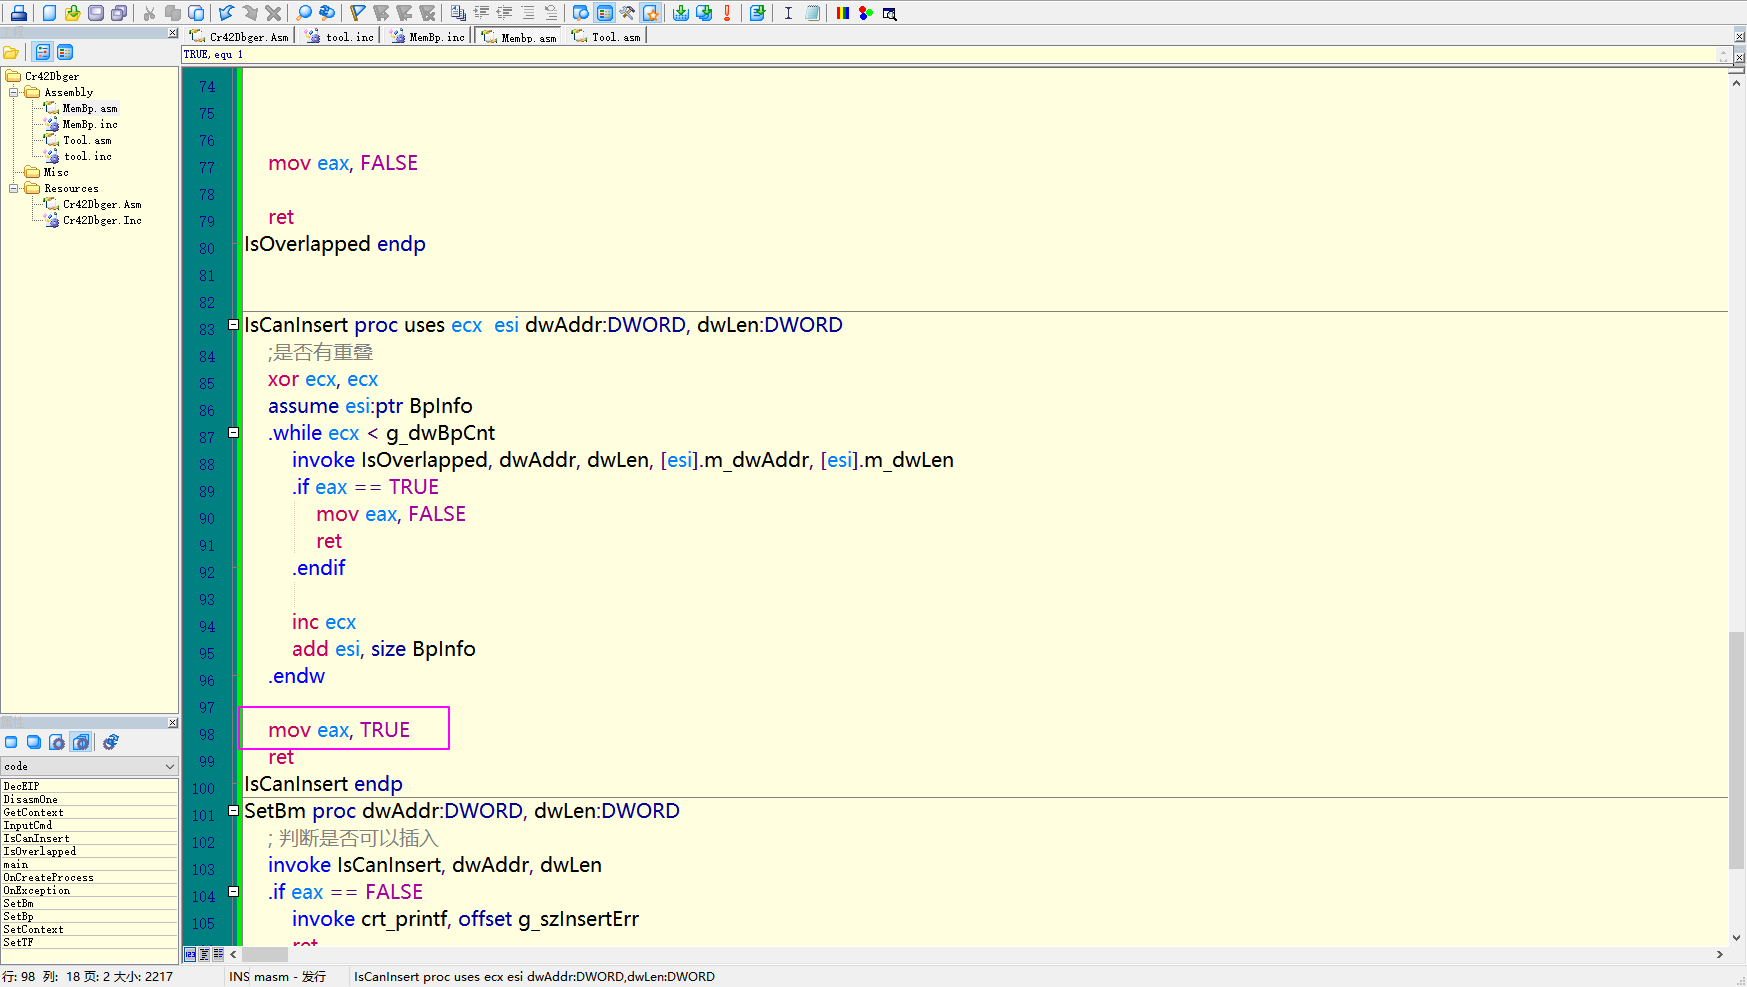 Cr42Dbger.Asm tool.inc MemBp.inc Membp.asm Tool.asm
TRUE,equ 1
Cr42Dbger
Assembly
MemBp.asm
MemBp.inc
Tool.asm
tool.inc
Misc
Resources
Cr42Dbger.Asm
Cr42Dbger.Inc
code
DecEIP
DisasmOne
GetContext
InputCmd
IsCanInsert
IsOverlapped
main
OnCreateProcess
OnException
SetBm
SetBp
SetContext
SetTF
74
75
76
77 mov eax, FALSE
78
79 ret
80 IsOverlapped endp
81
82
83 IsCanInsert proc uses ecx  esi dwAddr:DWORD, dwLen:DWORD
84 ;是否有重叠
85 xor ecx, ecx
86 assume esi:ptr BpInfo
87 .while ecx < g_dwBpCnt
88 invoke IsOverlapped, dwAddr, dwLen, [esi].m_dwAddr, [esi].m_dwLen
89 .if eax == TRUE
90 mov eax, FALSE
91 ret
92 .endif
93
94 inc ecx
95 add esi, size BpInfo
96 .endw
97
98 mov eax, TRUE
99 ret
100 IsCanInsert endp
101 SetBm proc dwAddr:DWORD, dwLen:DWORD
102 ; 判断是否可以插入
103 invoke IsCanInsert, dwAddr, dwLen
104 .if eax == FALSE
105 invoke crt_printf, offset g_szInsertErr
ret
行: 98 列: 18 页: 2 大小: 2217 INS masm - 发行 IsCanInsert proc uses ecx esi dwAddr:DWORD,dwLen:DWORD